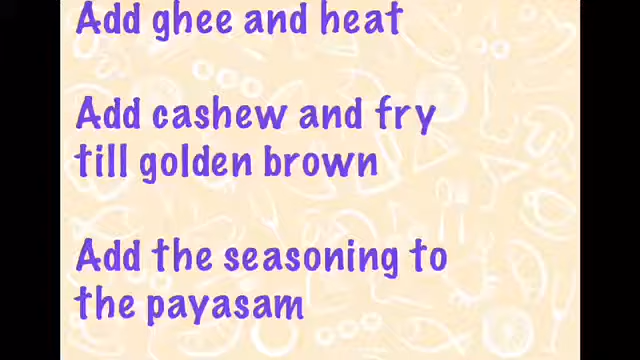 Add ghee and heat
Add cashew and fry
till golden brown
Add the seasoning to
the payasam